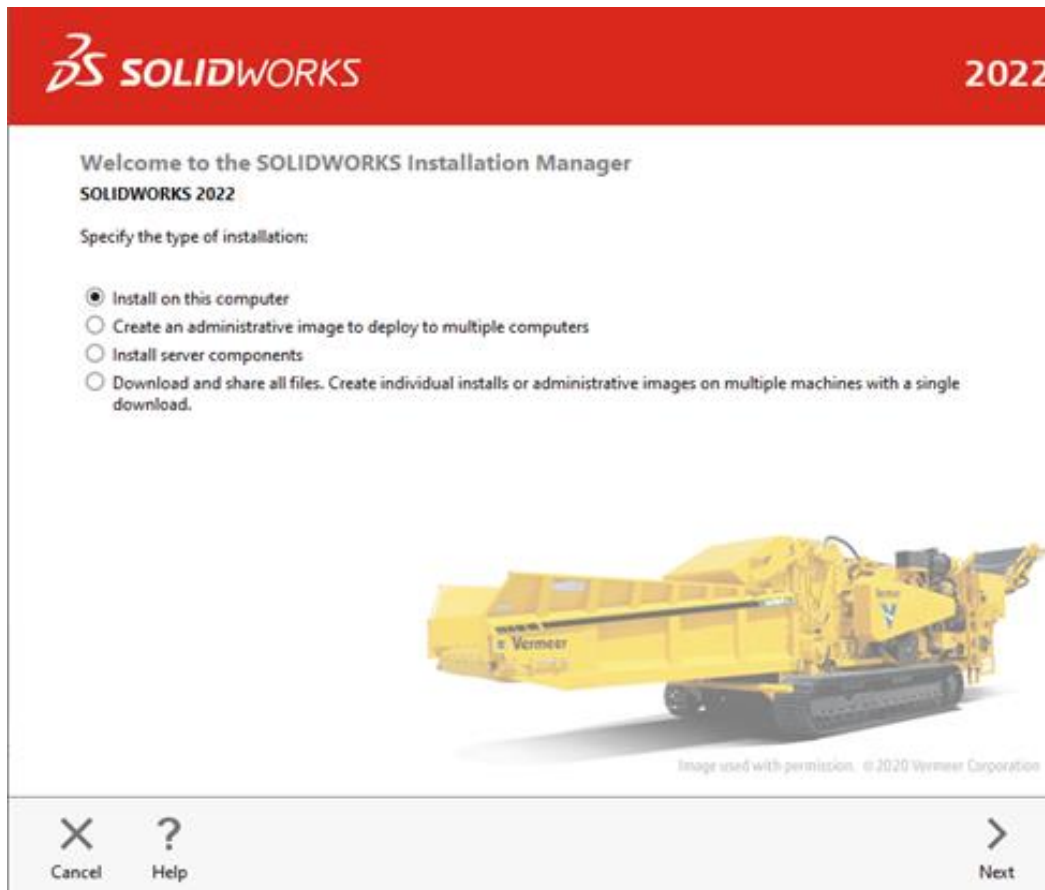 3S SOLIDWORKS
2022
Welcome to the SOLIDWORKS Installation Manager
SOLIDWORKS 2022
Specify the type of installation:
Install on this computer
Create an administrative image to deploy to multiple computers
Install server components
Download and share all files. Create individual installs or administrative images on multiple machines with a single
download.
Vermeer
Vermeer
Image used with permission. © 2020 Vermeer Corporation
? 
Cancel
Help
Next